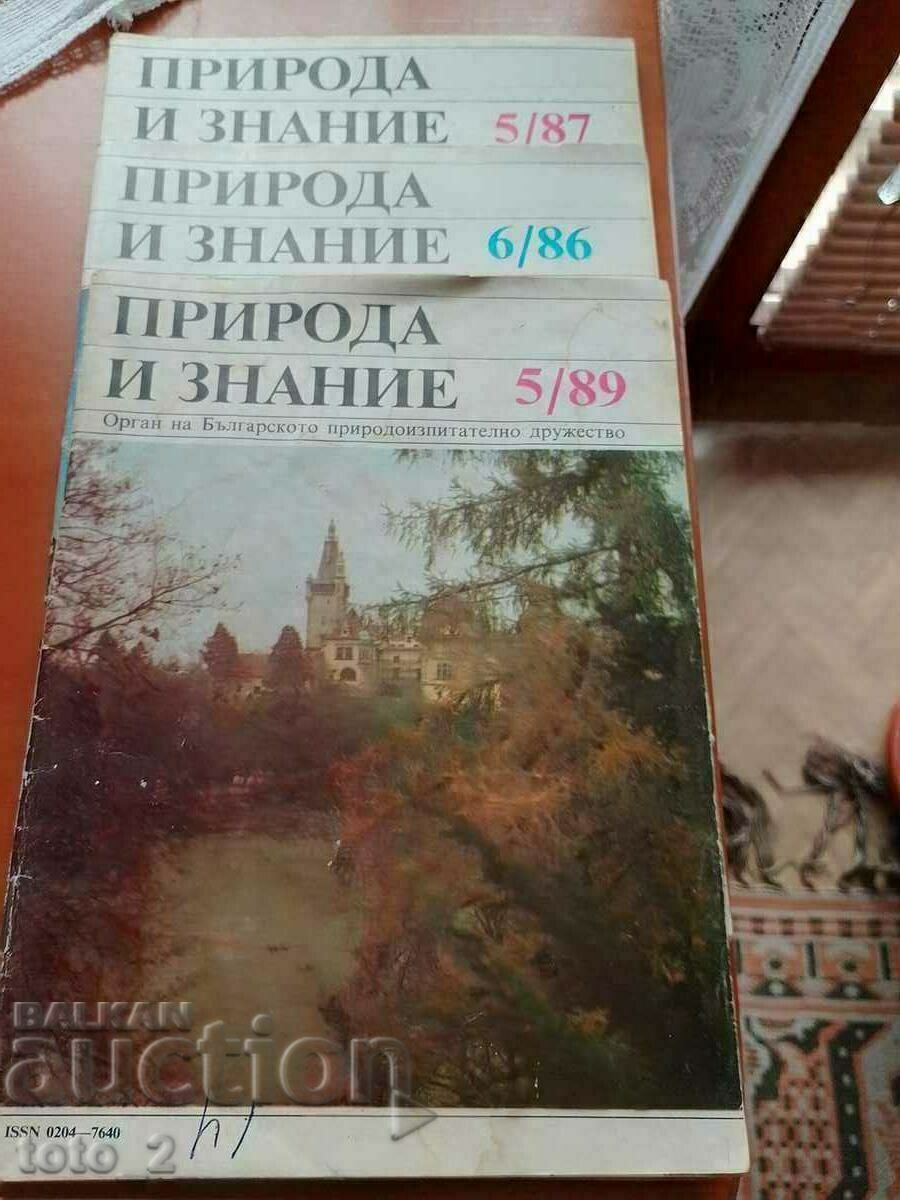 ПРИРОДА
И ЗНАНИЕ 5/87
ПРИРОДА
И ЗНАНИЕ 6/86
ПРИРОДА
И ЗНАНИЕ 5/89
Орган на Българското природоизпитателно дружество
BALKAN
auction
ISSN 0204—7640
toto_2